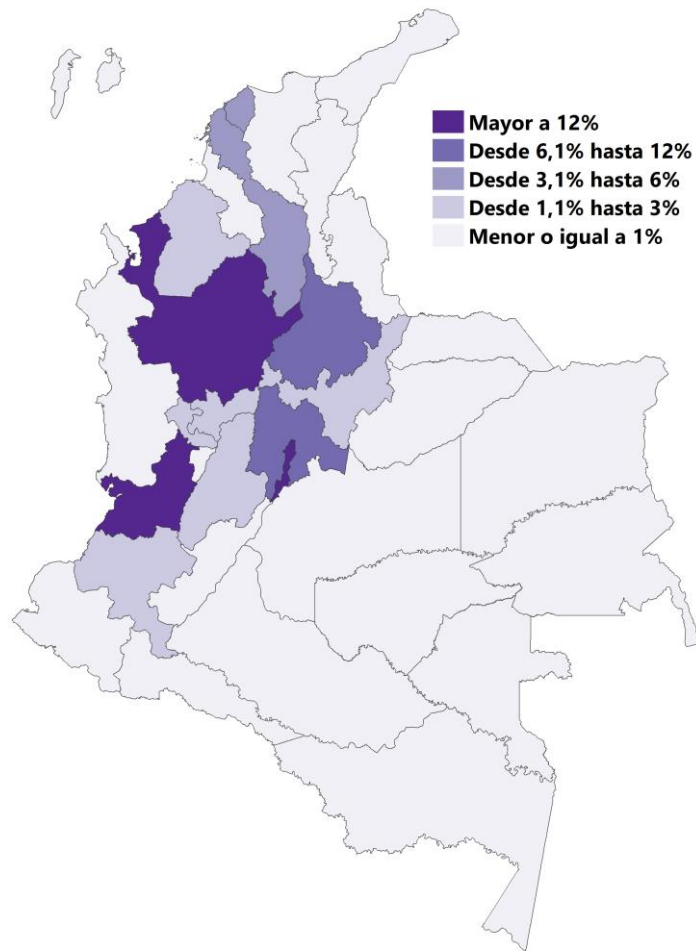 Mayor a 12%
Desde 6,1% hasta 12%
Desde 3,1% hasta 6%
Desde 1,1% hasta 3%
Menor o igual a 1%